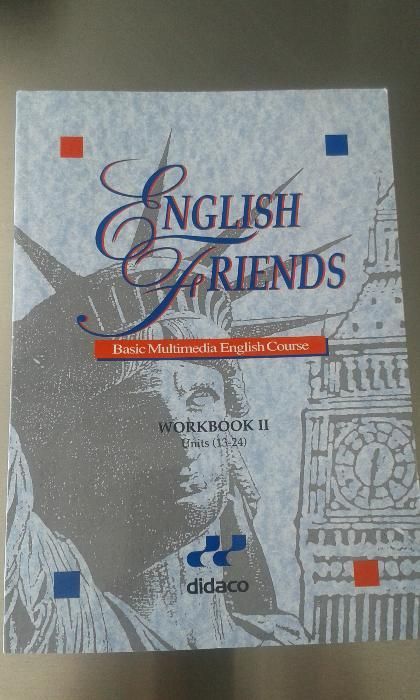 ENGLISH
FRIENDS
Basic Multimedia English Course
WORKBOOK II
Units (13-24)
didaco